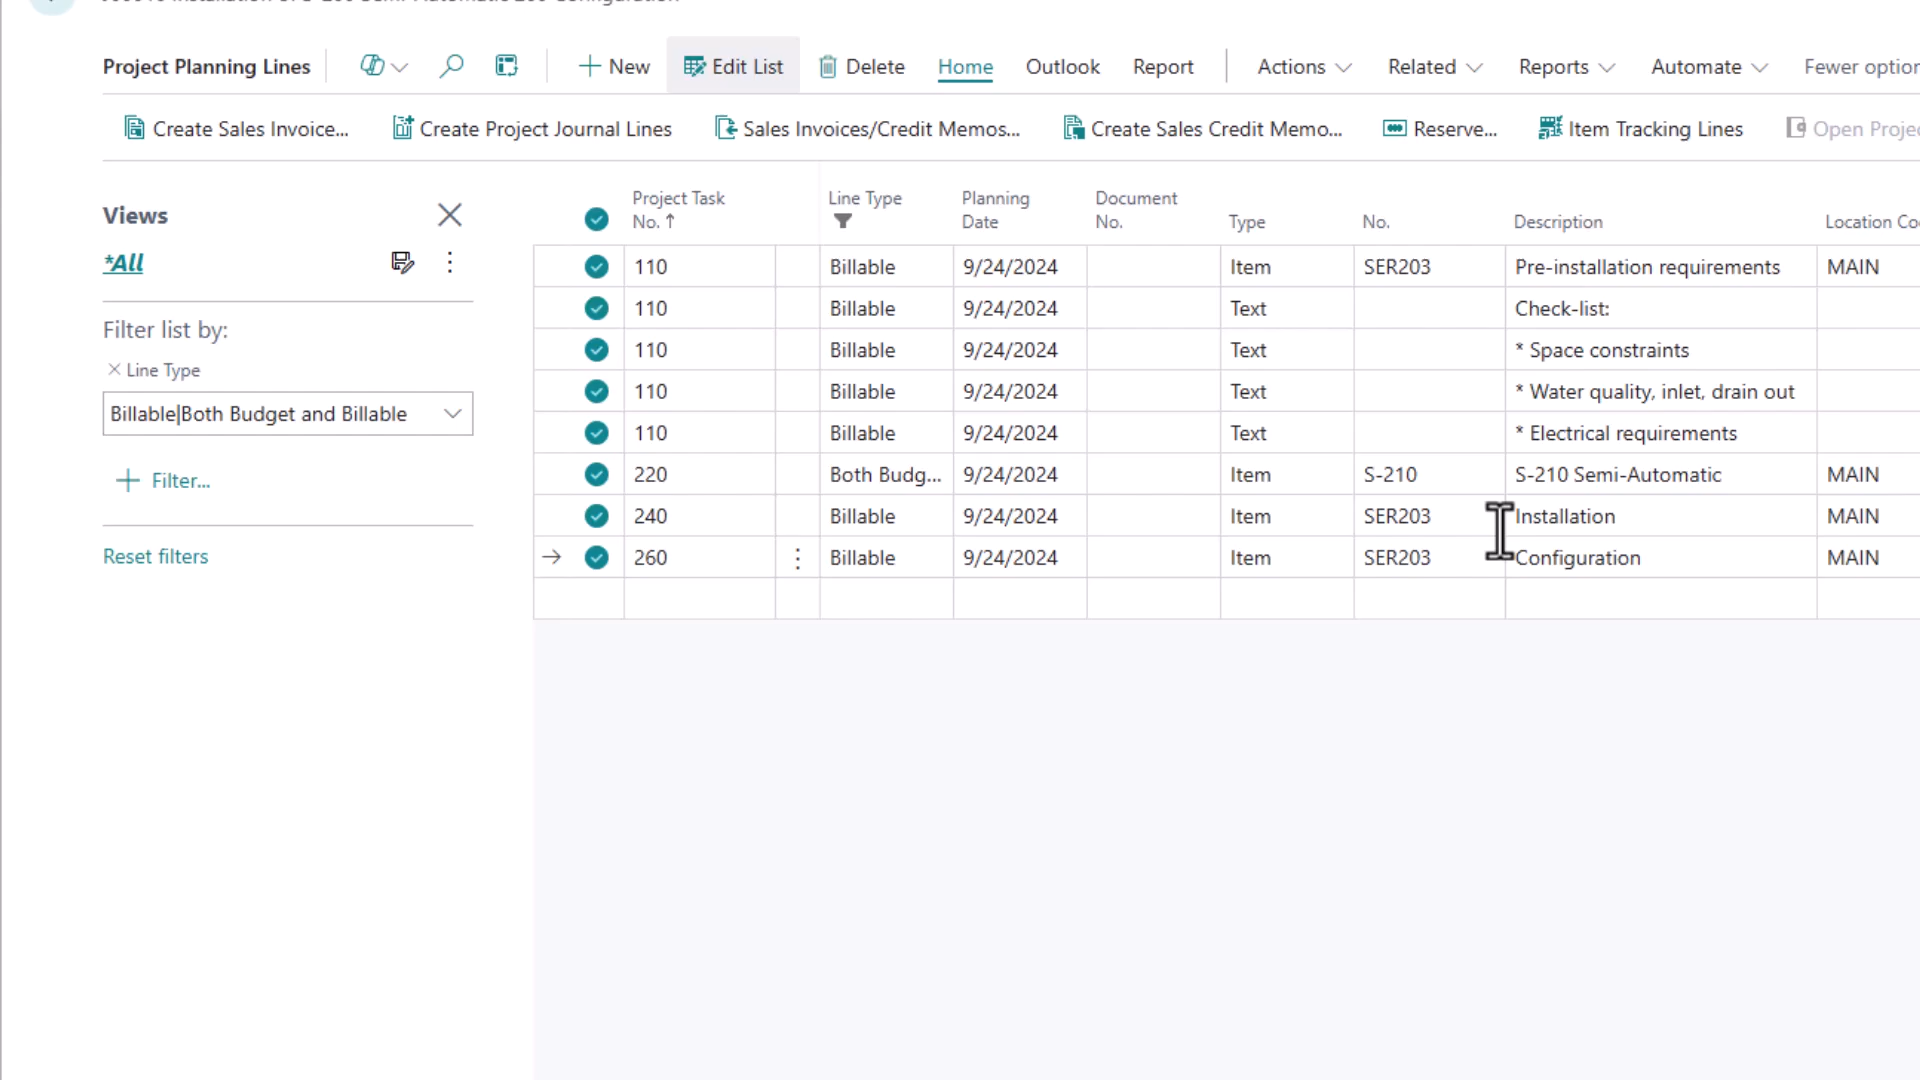 Project Planning Lines
New
Edit List
Delete
Home
Outlook
Report
Actions
Related
Reports
Automate
Fewer
Create Sales Invoice...
Create Project Journal Lines
Sales Invoices/Credit Memos...
Create Sales Credit Memo...
Reserve...
Item Tracking Lines
Open
Views
*All
Filter list by:
Line Type
Billable|Both Budget and Billable
Filter...
Reset filters
Project Task No. ↑ Line Type Planning Date Document No. Type No. Description Location
110 Billable 9/24/2024 Item SER203 Pre-installation requirements MAIN
110 Billable 9/24/2024 Text Check-list:
110 Billable 9/24/2024 Text * Space constraints
110 Billable 9/24/2024 Text * Water quality, inlet, drain out
110 Billable 9/24/2024 Text * Electrical requirements
220 Both Budg... 9/24/2024 Item S-210 S-210 Semi-Automatic MAIN
240 Billable 9/24/2024 Item SER203 Installation MAIN
260 Billable 9/24/2024 Item SER203 Configuration MAIN